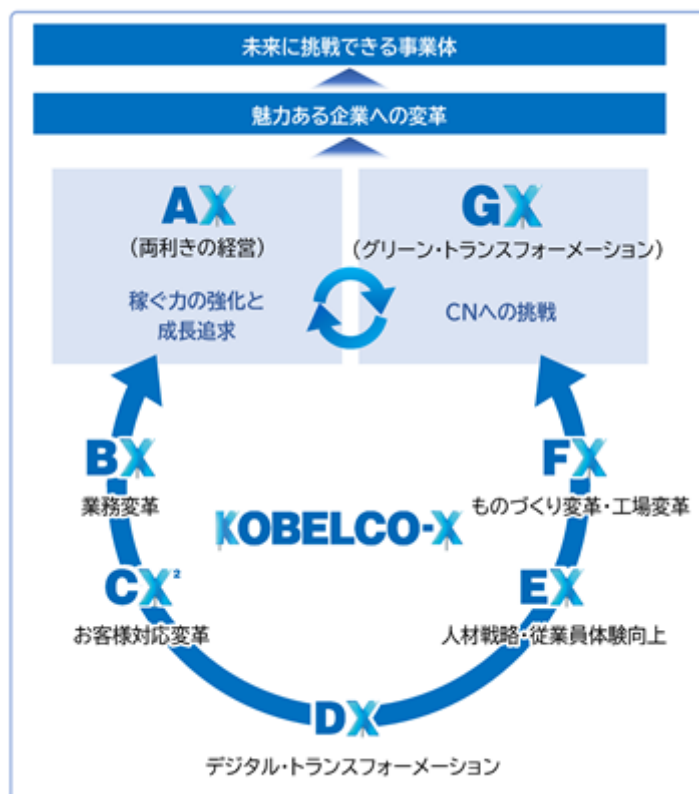 未来に挑戦できる事業体
魅力ある企業への変革
AX
(両利きの経営)
稼ぐ力の強化と
成長追求
GX
(グリーン・トランスフォーメーション)
CNへの挑戦
BX
業務変革
FX
ものづくり変革・工場変革
KOBELCO-X
CX²
お客様対応変革
EX
人材戦略・従業員体験向上
DX
デジタル・トランスフォーメーション